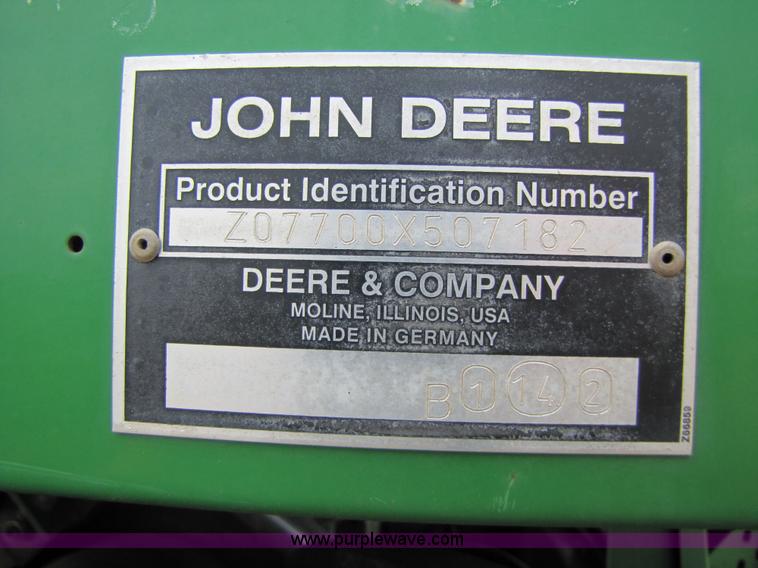 JOHN DEERE
Product Identification Number
Z07700X507182
DEERE & COMPANY
MOLINE, ILLINOIS, USA
MADE IN GERMANY
B 1 14 2
Z66859
www.purplewave.com